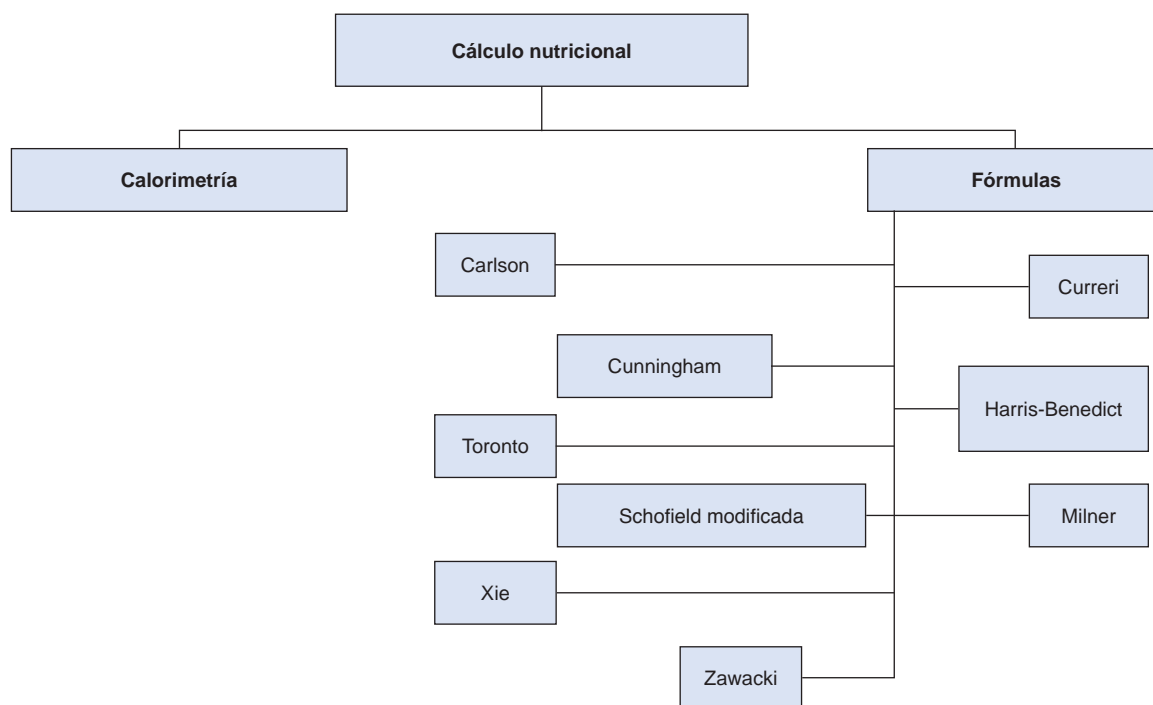 Cálculo nutricional
Calorimetría
Fórmulas
Carlson
Curreri
Cunningham
Harris-Benedict
Toronto
Schofield modificada
Milner
Xie
Zawacki